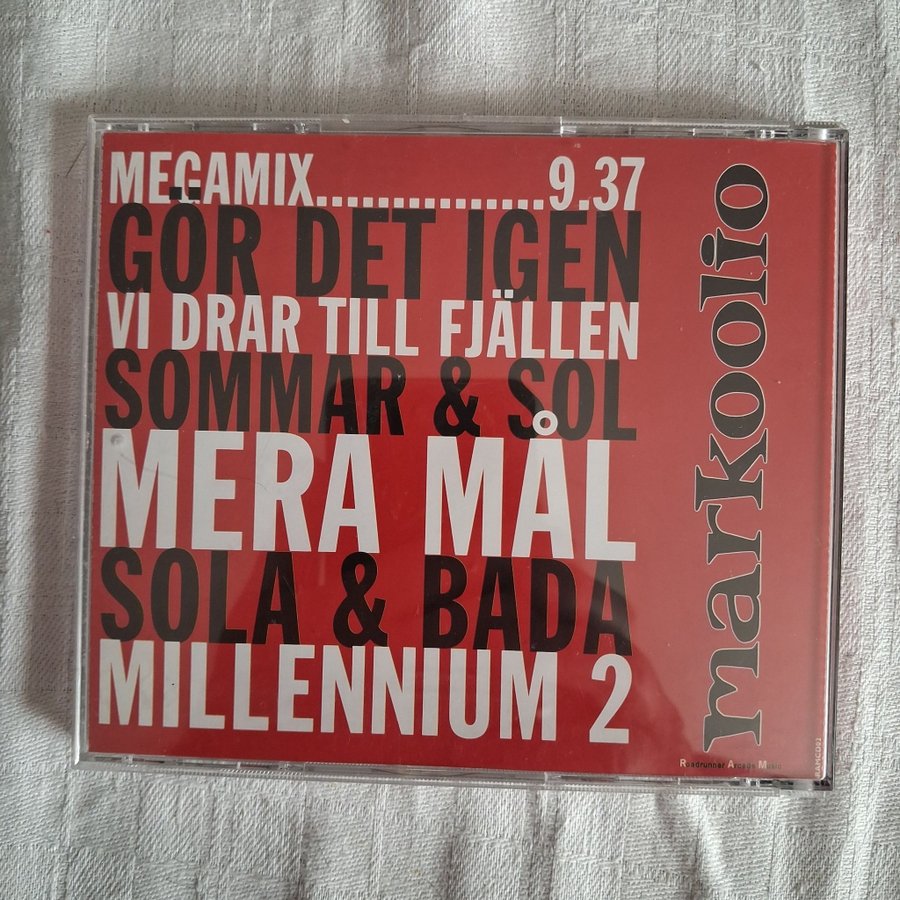 MEGAMIX...............9.37
GÖR DET IGEN
VI DRAR TILL FJÄLLEN
SOMMAR & SOL
MERA MÅL
SOLA & BADA
MILLENNIUM 2
markoolio
Roadrunner Arcade Music